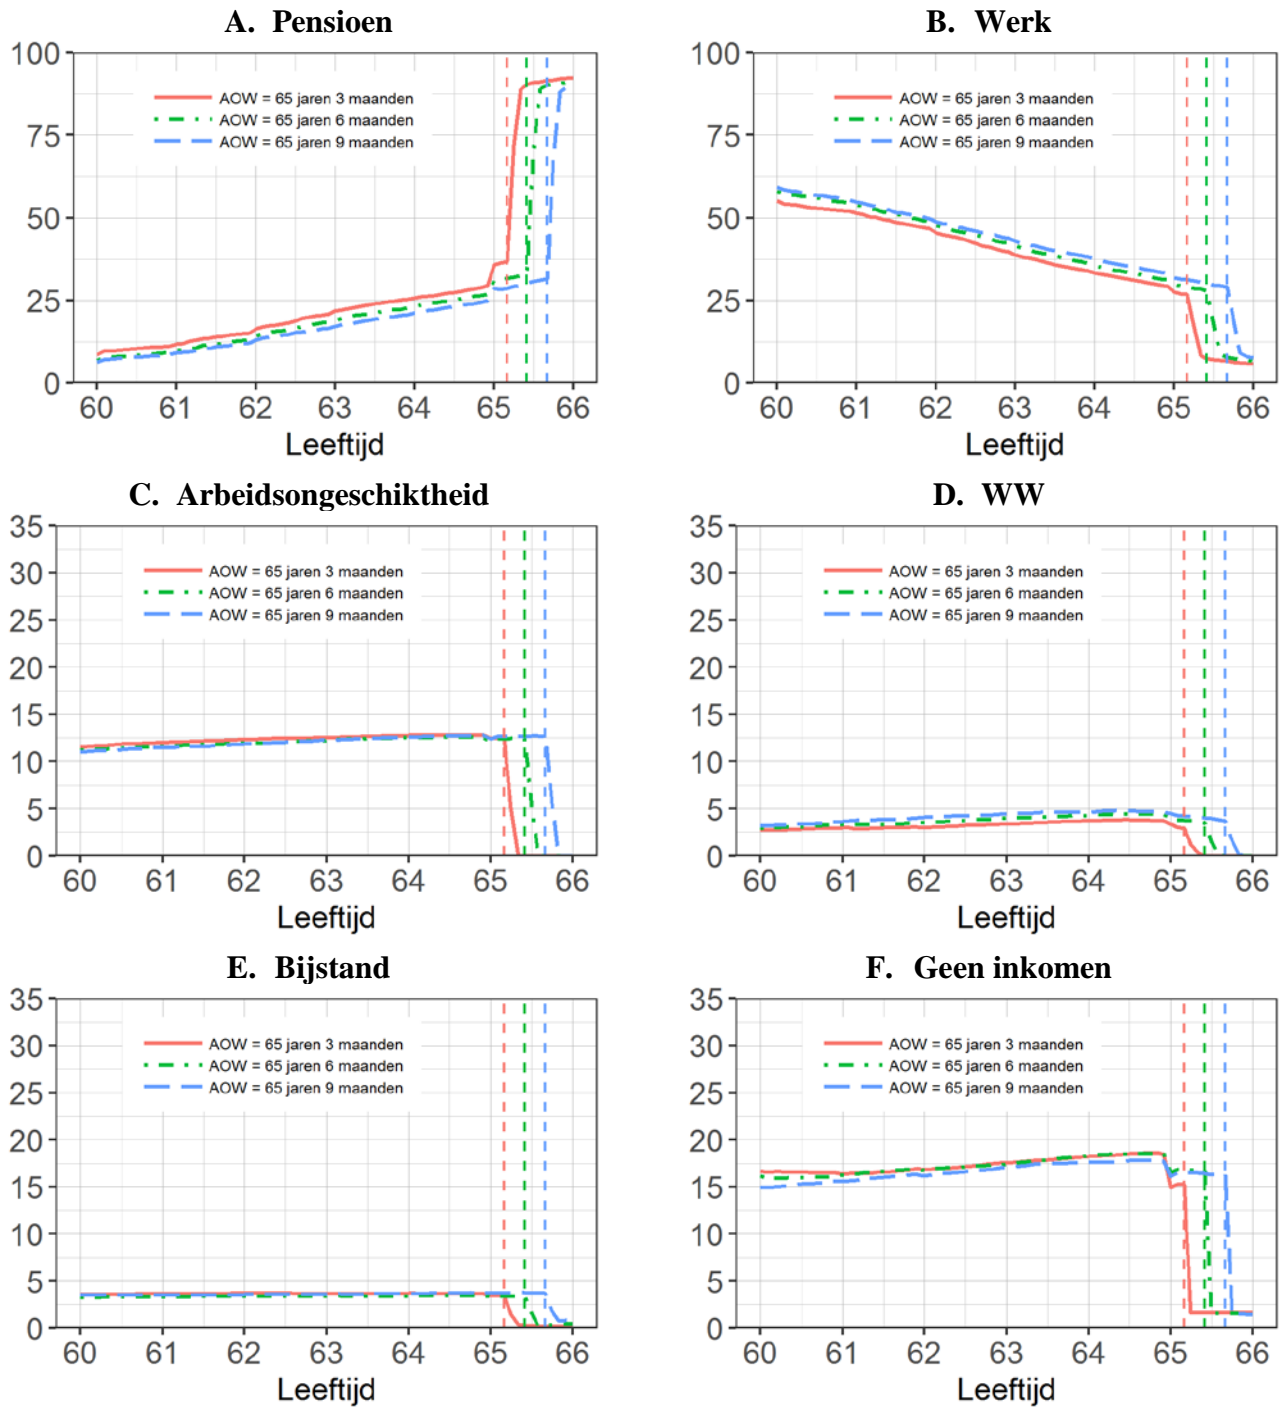 A. Pensioen
100
75
50
25
0
AOW = 65 jaren 3 maanden
AOW = 65 jaren 6 maanden
AOW = 65 jaren 9 maanden
60 61 62 63 64 65 66
Leeftijd
B. Werk
100
75
50
25
0
AOW = 65 jaren 3 maanden
AOW = 65 jaren 6 maanden
AOW = 65 jaren 9 maanden
60 61 62 63 64 65 66
Leeftijd
C. Arbeidsongeschiktheid
35
30
25
20
15
10
5
0
AOW = 65 jaren 3 maanden
AOW = 65 jaren 6 maanden
AOW = 65 jaren 9 maanden
60 61 62 63 64 65 66
Leeftijd
D. WW
35
30
25
20
15
10
5
0
AOW = 65 jaren 3 maanden
AOW = 65 jaren 6 maanden
AOW = 65 jaren 9 maanden
60 61 62 63 64 65 66
Leeftijd
E. Bijstand
35
30
25
20
15
10
5
0
AOW = 65 jaren 3 maanden
AOW = 65 jaren 6 maanden
AOW = 65 jaren 9 maanden
60 61 62 63 64 65 66
Leeftijd
F. Geen inkomen
35
30
25
20
15
10
5
0
AOW = 65 jaren 3 maanden
AOW = 65 jaren 6 maanden
AOW = 65 jaren 9 maanden
60 61 62 63 64 65 66
Leeftijd